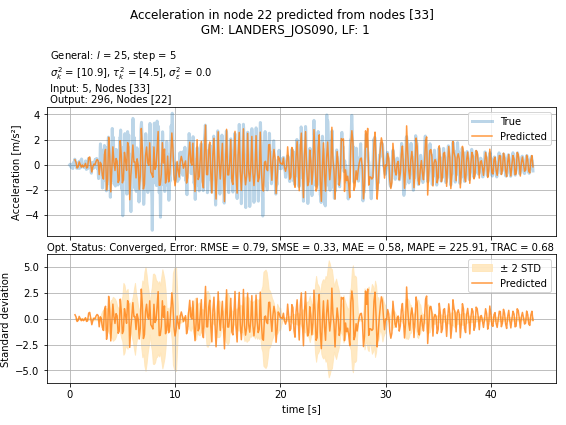 Acceleration in node 22 predicted from nodes [33]
GM: LANDERS_JOS090, LF: 1
General: l = 25, step = 5
σ²ₖ = [10.9], τ²ₖ = [4.5], σ²ε = 0.0
Input: 5, Nodes [33]
Output: 296, Nodes [22]
Acceleration [m/s²]
4
2
0
−2
−4
True
Predicted
Opt. Status: Converged, Error: RMSE = 0.79, SMSE = 0.33, MAE = 0.58, MAPE = 225.91, TRAC = 0.68
Standard deviation
5.0
2.5
0.0
−2.5
−5.0
± 2 STD
Predicted
0 10 20 30 40
time [s]